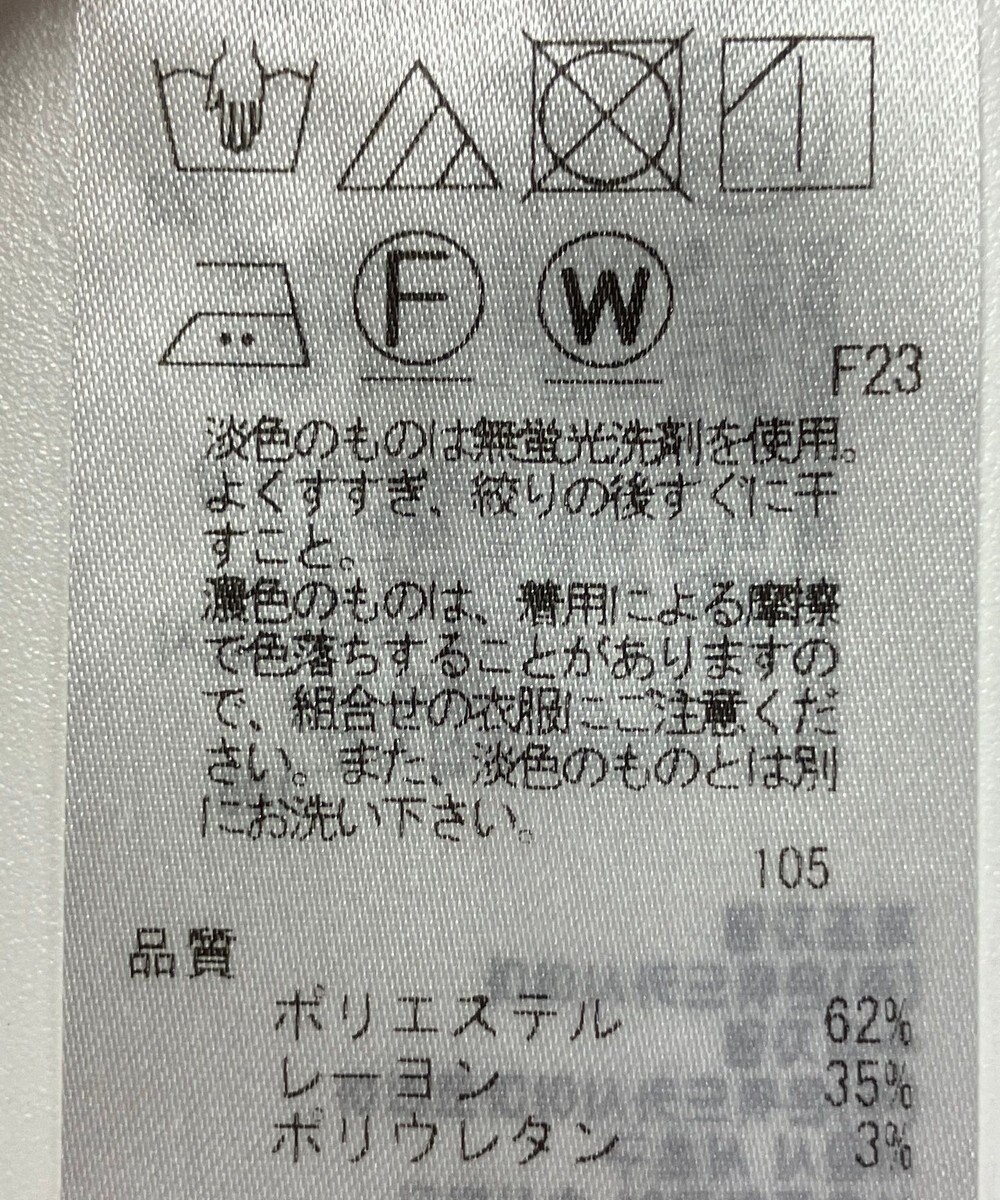 F
W
F23
淡色のものは無蛍光洗剤を使用。
よくすすぎ、絞りの後すぐに干
すこと。
濃色のものは、着用による摩擦
で色落ちすることがありますの
で、組合せの衣服にご注意くだ
さい。また、淡色のものとは別
にお洗い下さい。
105
品質
ポリエステル 62%
レーヨン 35%
ポリウレタン 3%